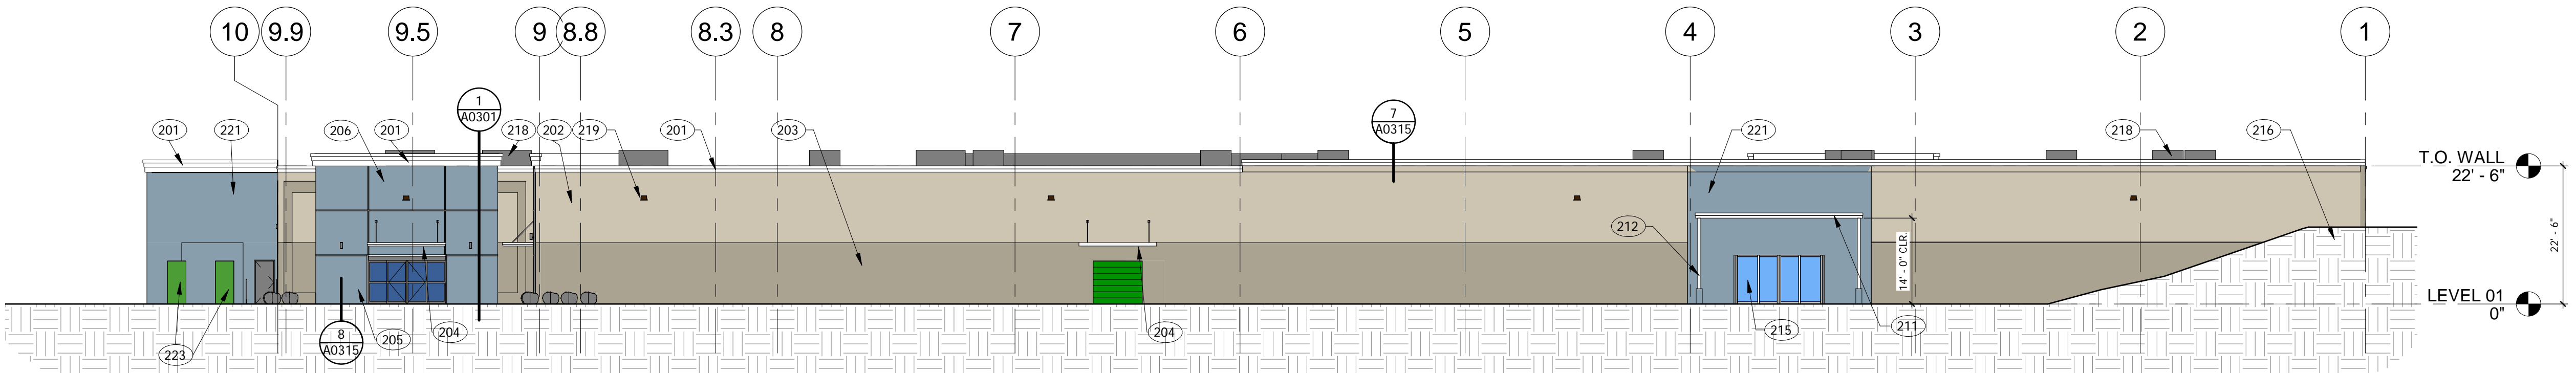 10 9.9 9.5 9 8.8 8.3 8 7 6 5 4 3 2 1
1
A0301
7
A0315
201 221 206 201 218 202 219 201 203 221 218 216
T.O. WALL
22' - 6"
212
14' - 0" CLR.
22' - 6"
LEVEL 01
0"
223 205 204 204 215 211
8
A0315